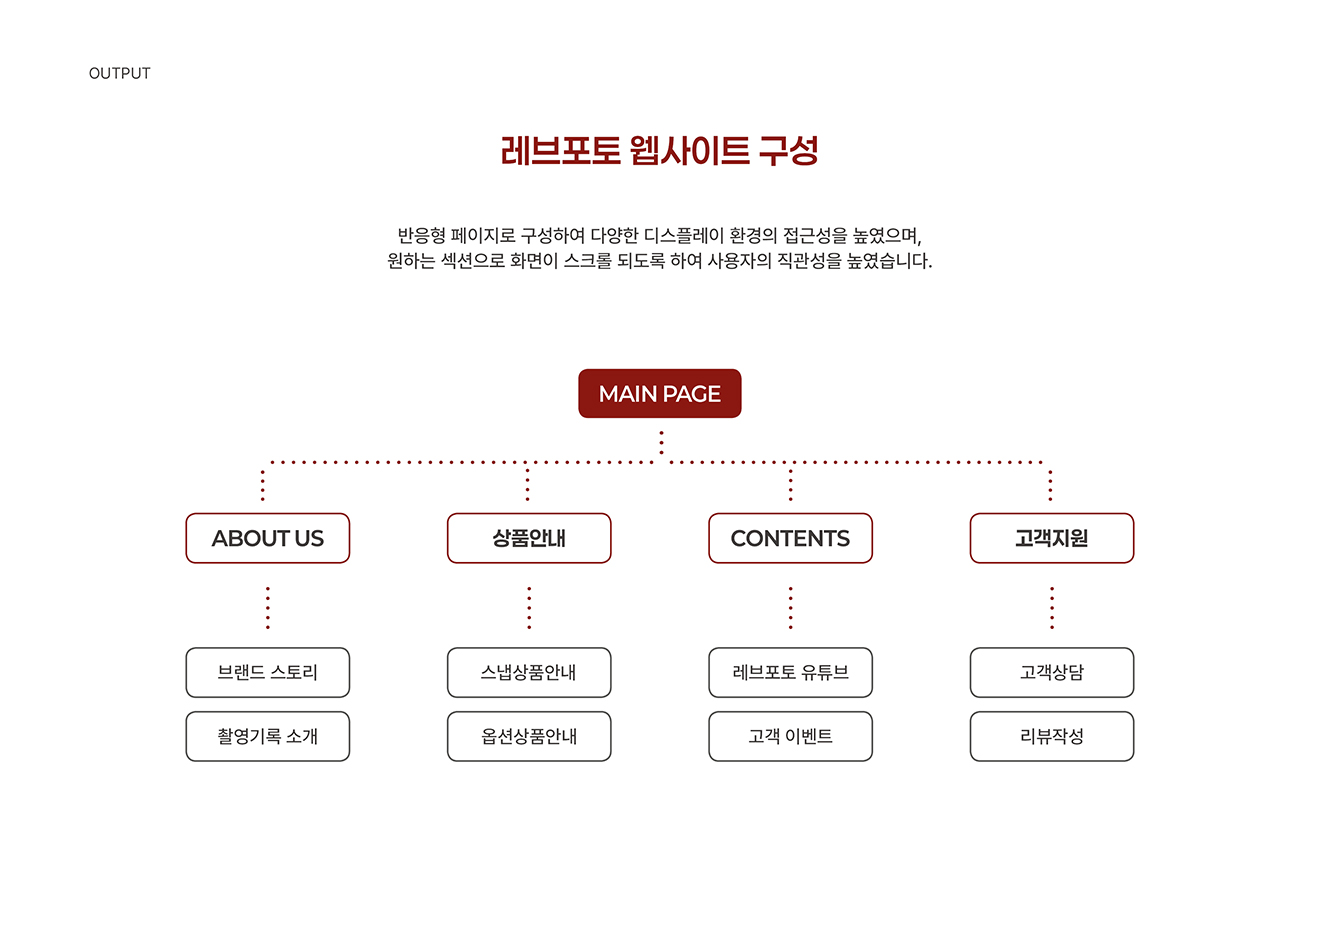 OUTPUT
레브포토 웹사이트 구성
반응형 페이지로 구성하여 다양한 디스플레이 환경의 접근성을 높였으며,
원하는 섹션으로 화면이 스크롤 되도록 하여 사용자의 직관성을 높였습니다.
MAIN PAGE
ABOUT US
상품안내
CONTENTS
고객지원
브랜드 스토리
스냅상품안내
레브포토 유튜브
고객상담
촬영기록 소개
옵션상품안내
고객 이벤트
리뷰작성